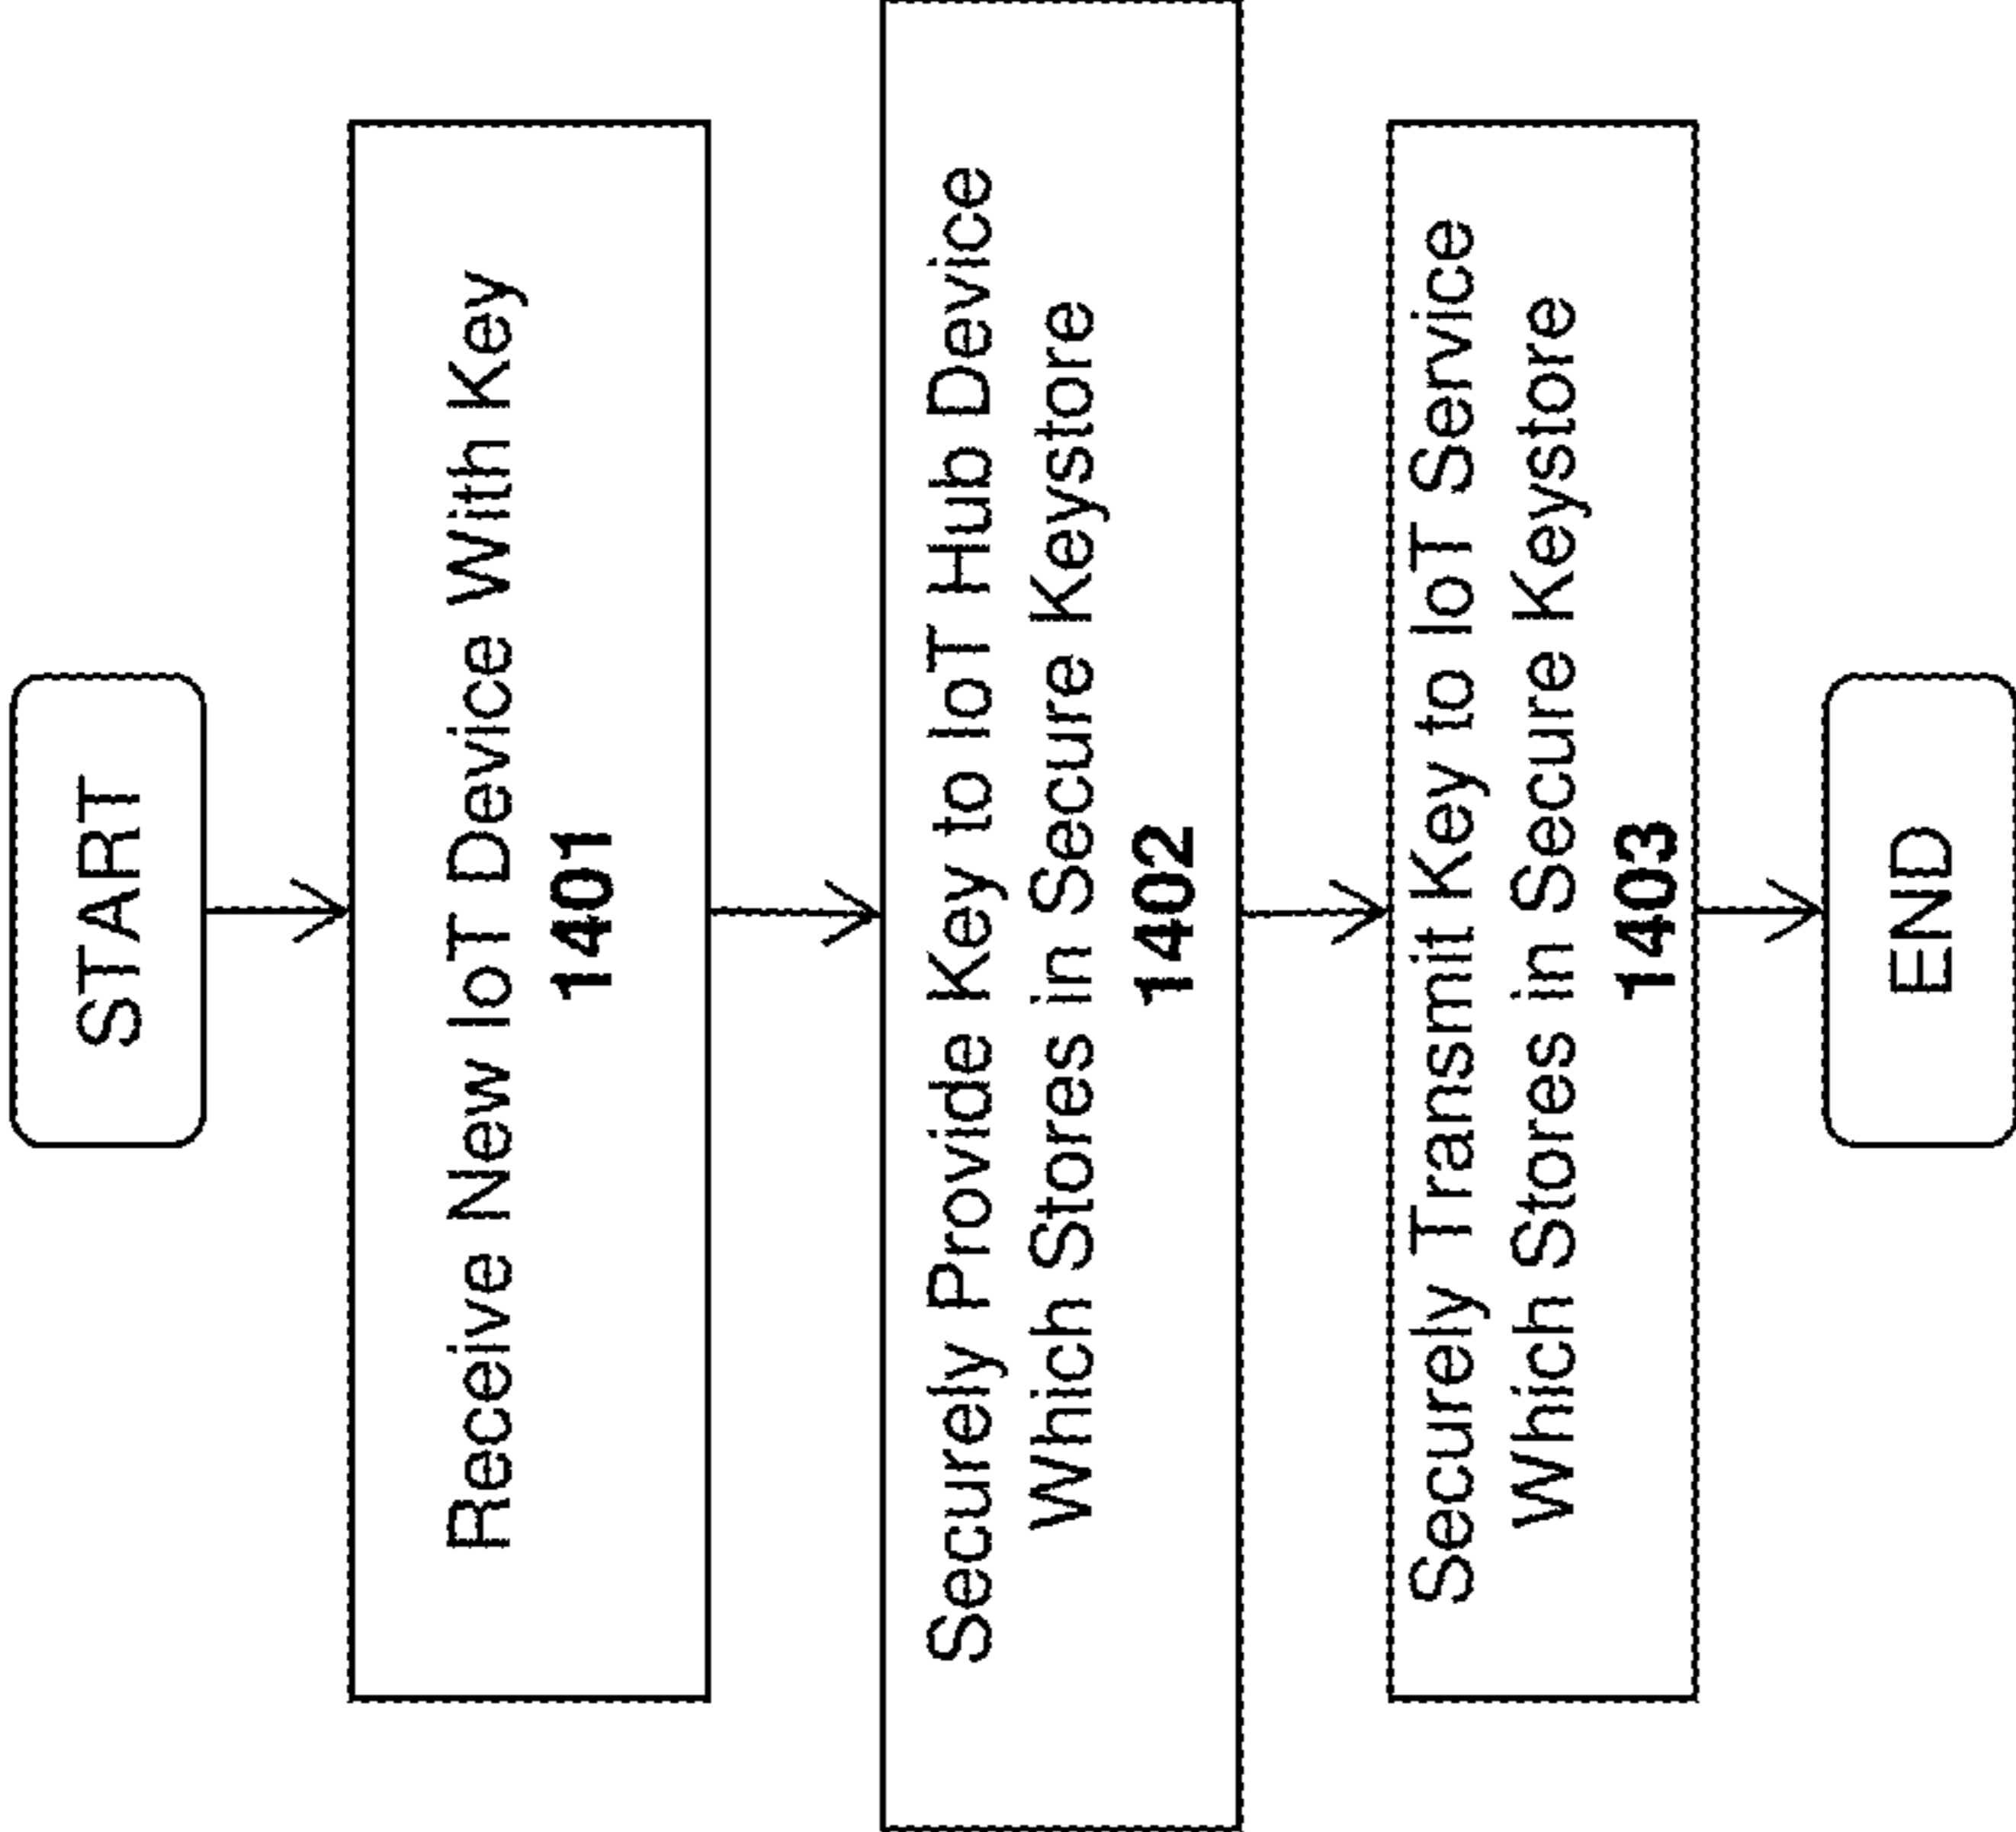 START
Receive New IoT Device With Key
1401
Securely Provide Key to IoT Hub Device
Which Stores in Secure Keystore
1402
Securely Transmit Key to IoT Service
Which Stores in Secure Keystore
1403
END